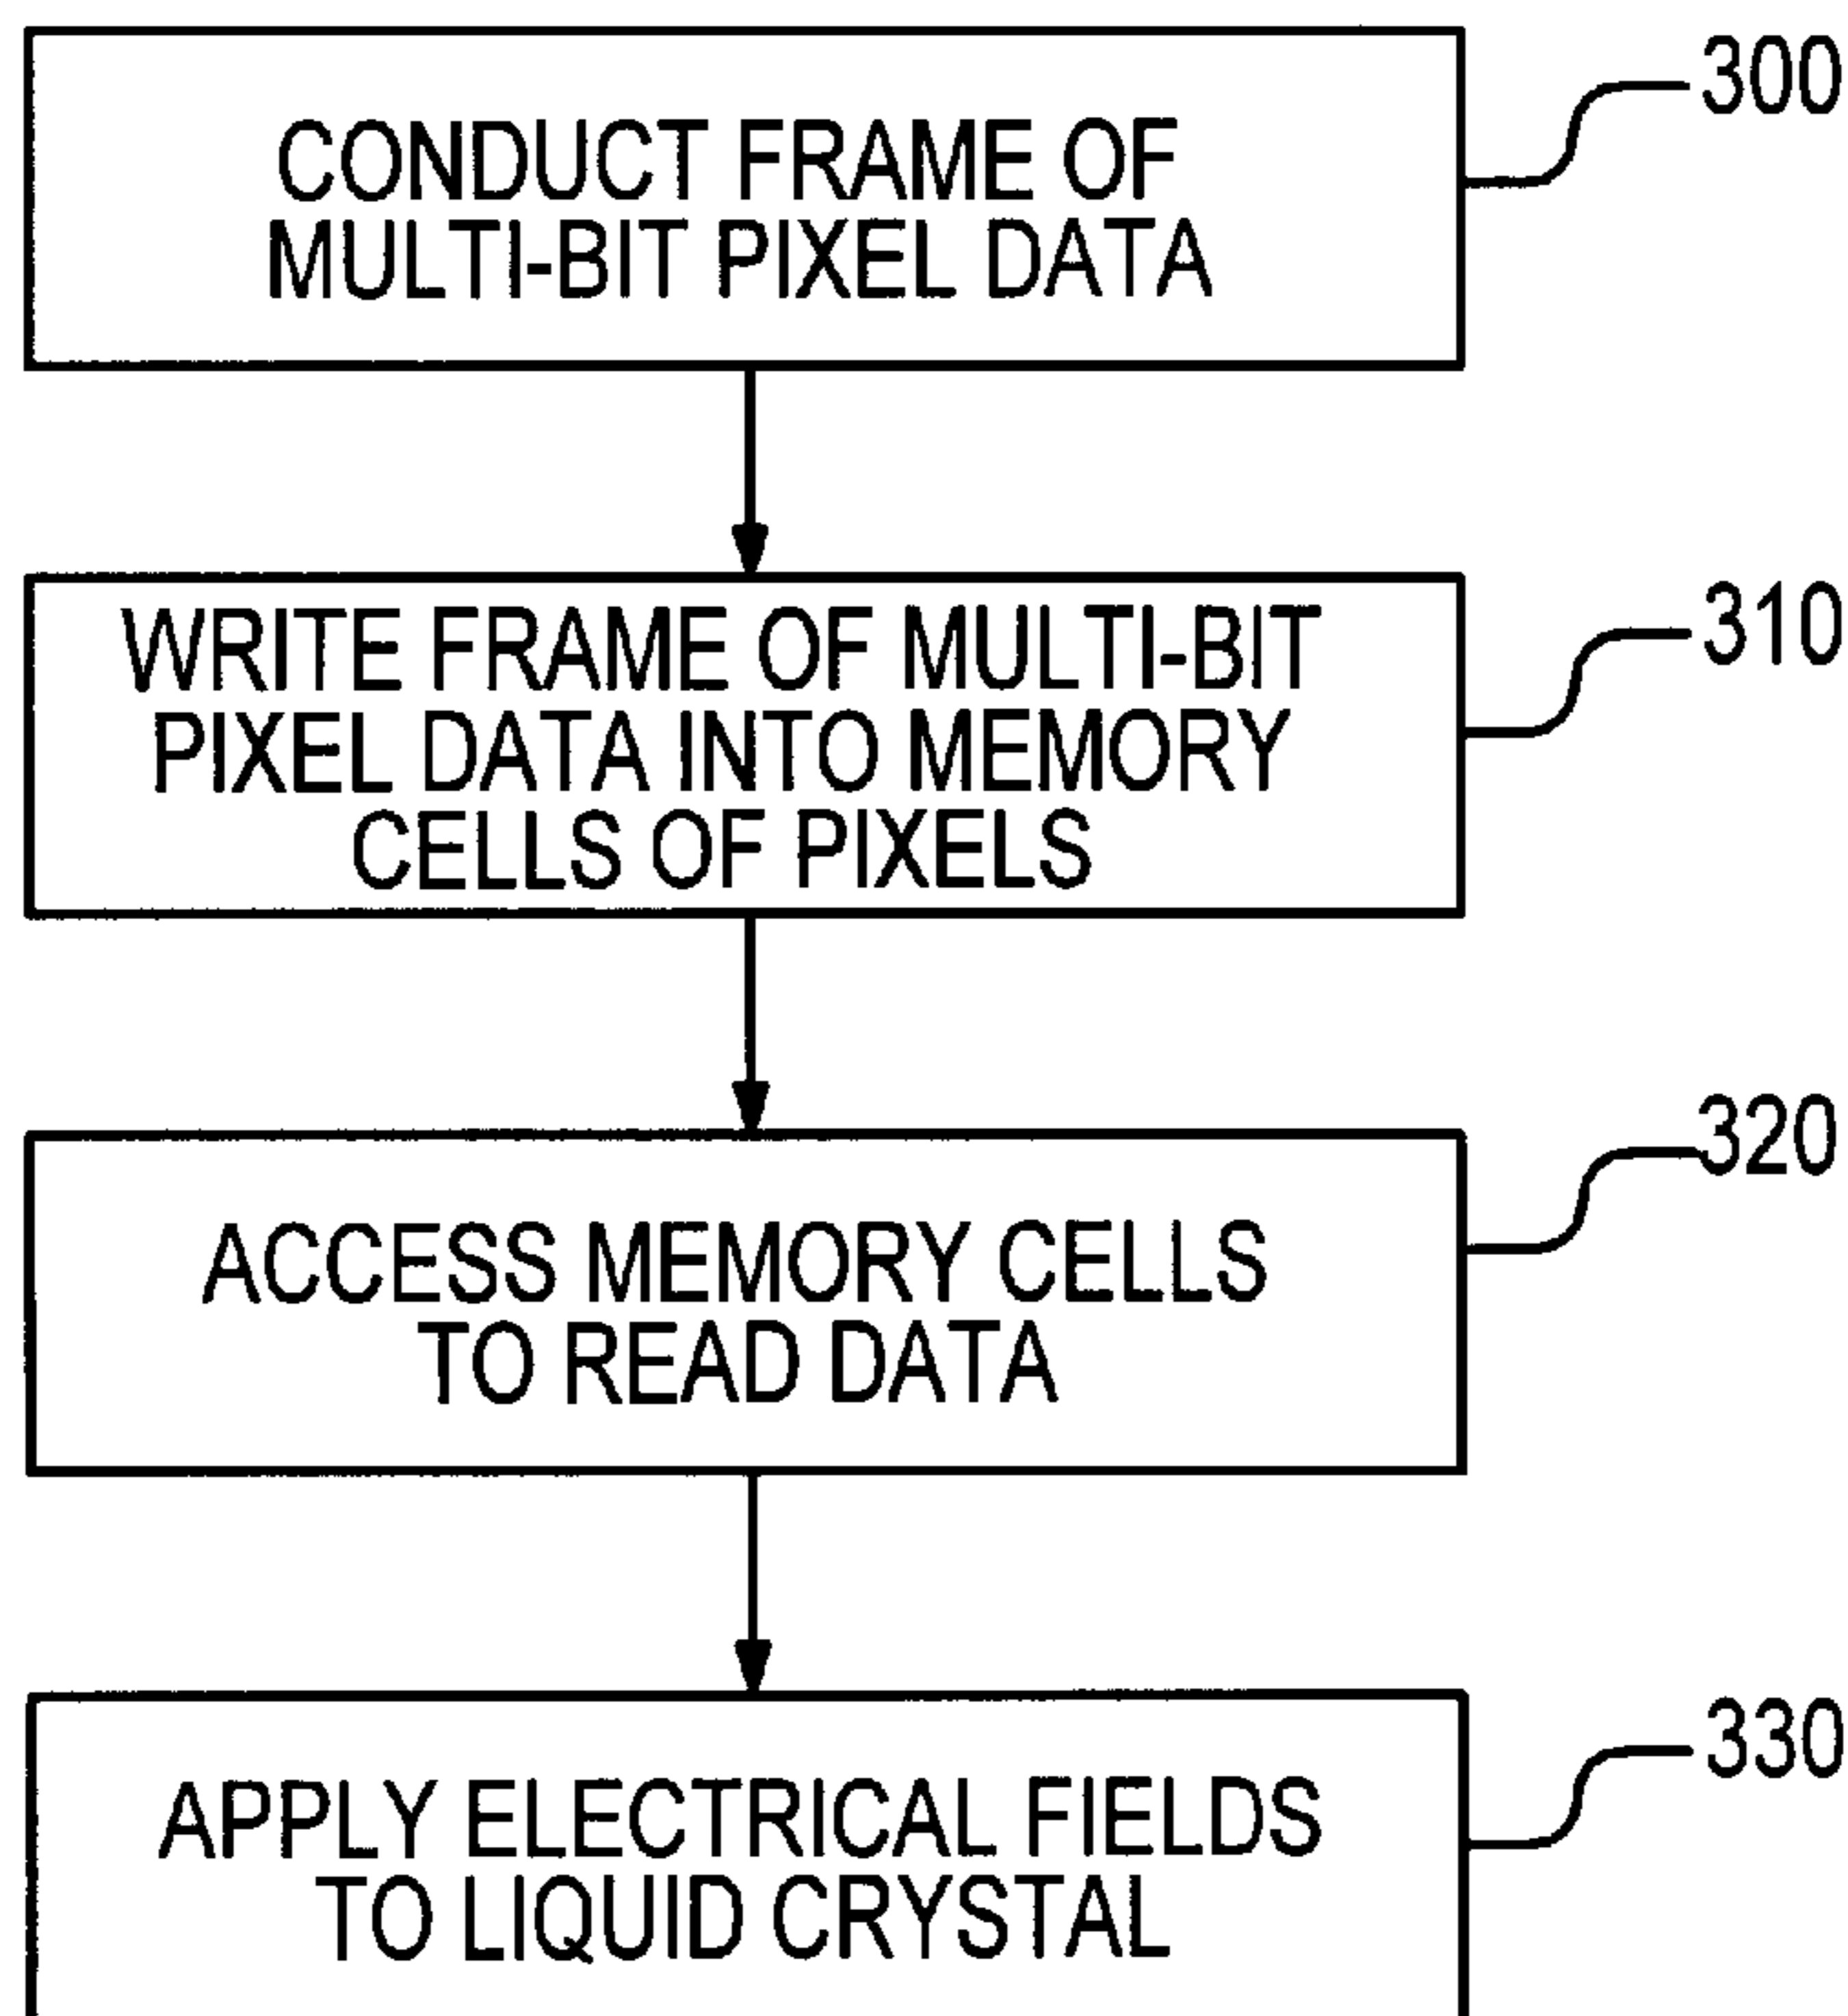 300
CONDUCT FRAME OF
MULTI-BIT PIXEL DATA
310
WRITE FRAME OF MULTI-BIT
PIXEL DATA INTO MEMORY
CELLS OF PIXELS
320
ACCESS MEMORY CELLS
TO READ DATA
330
APPLY ELECTRICAL FIELDS
TO LIQUID CRYSTAL